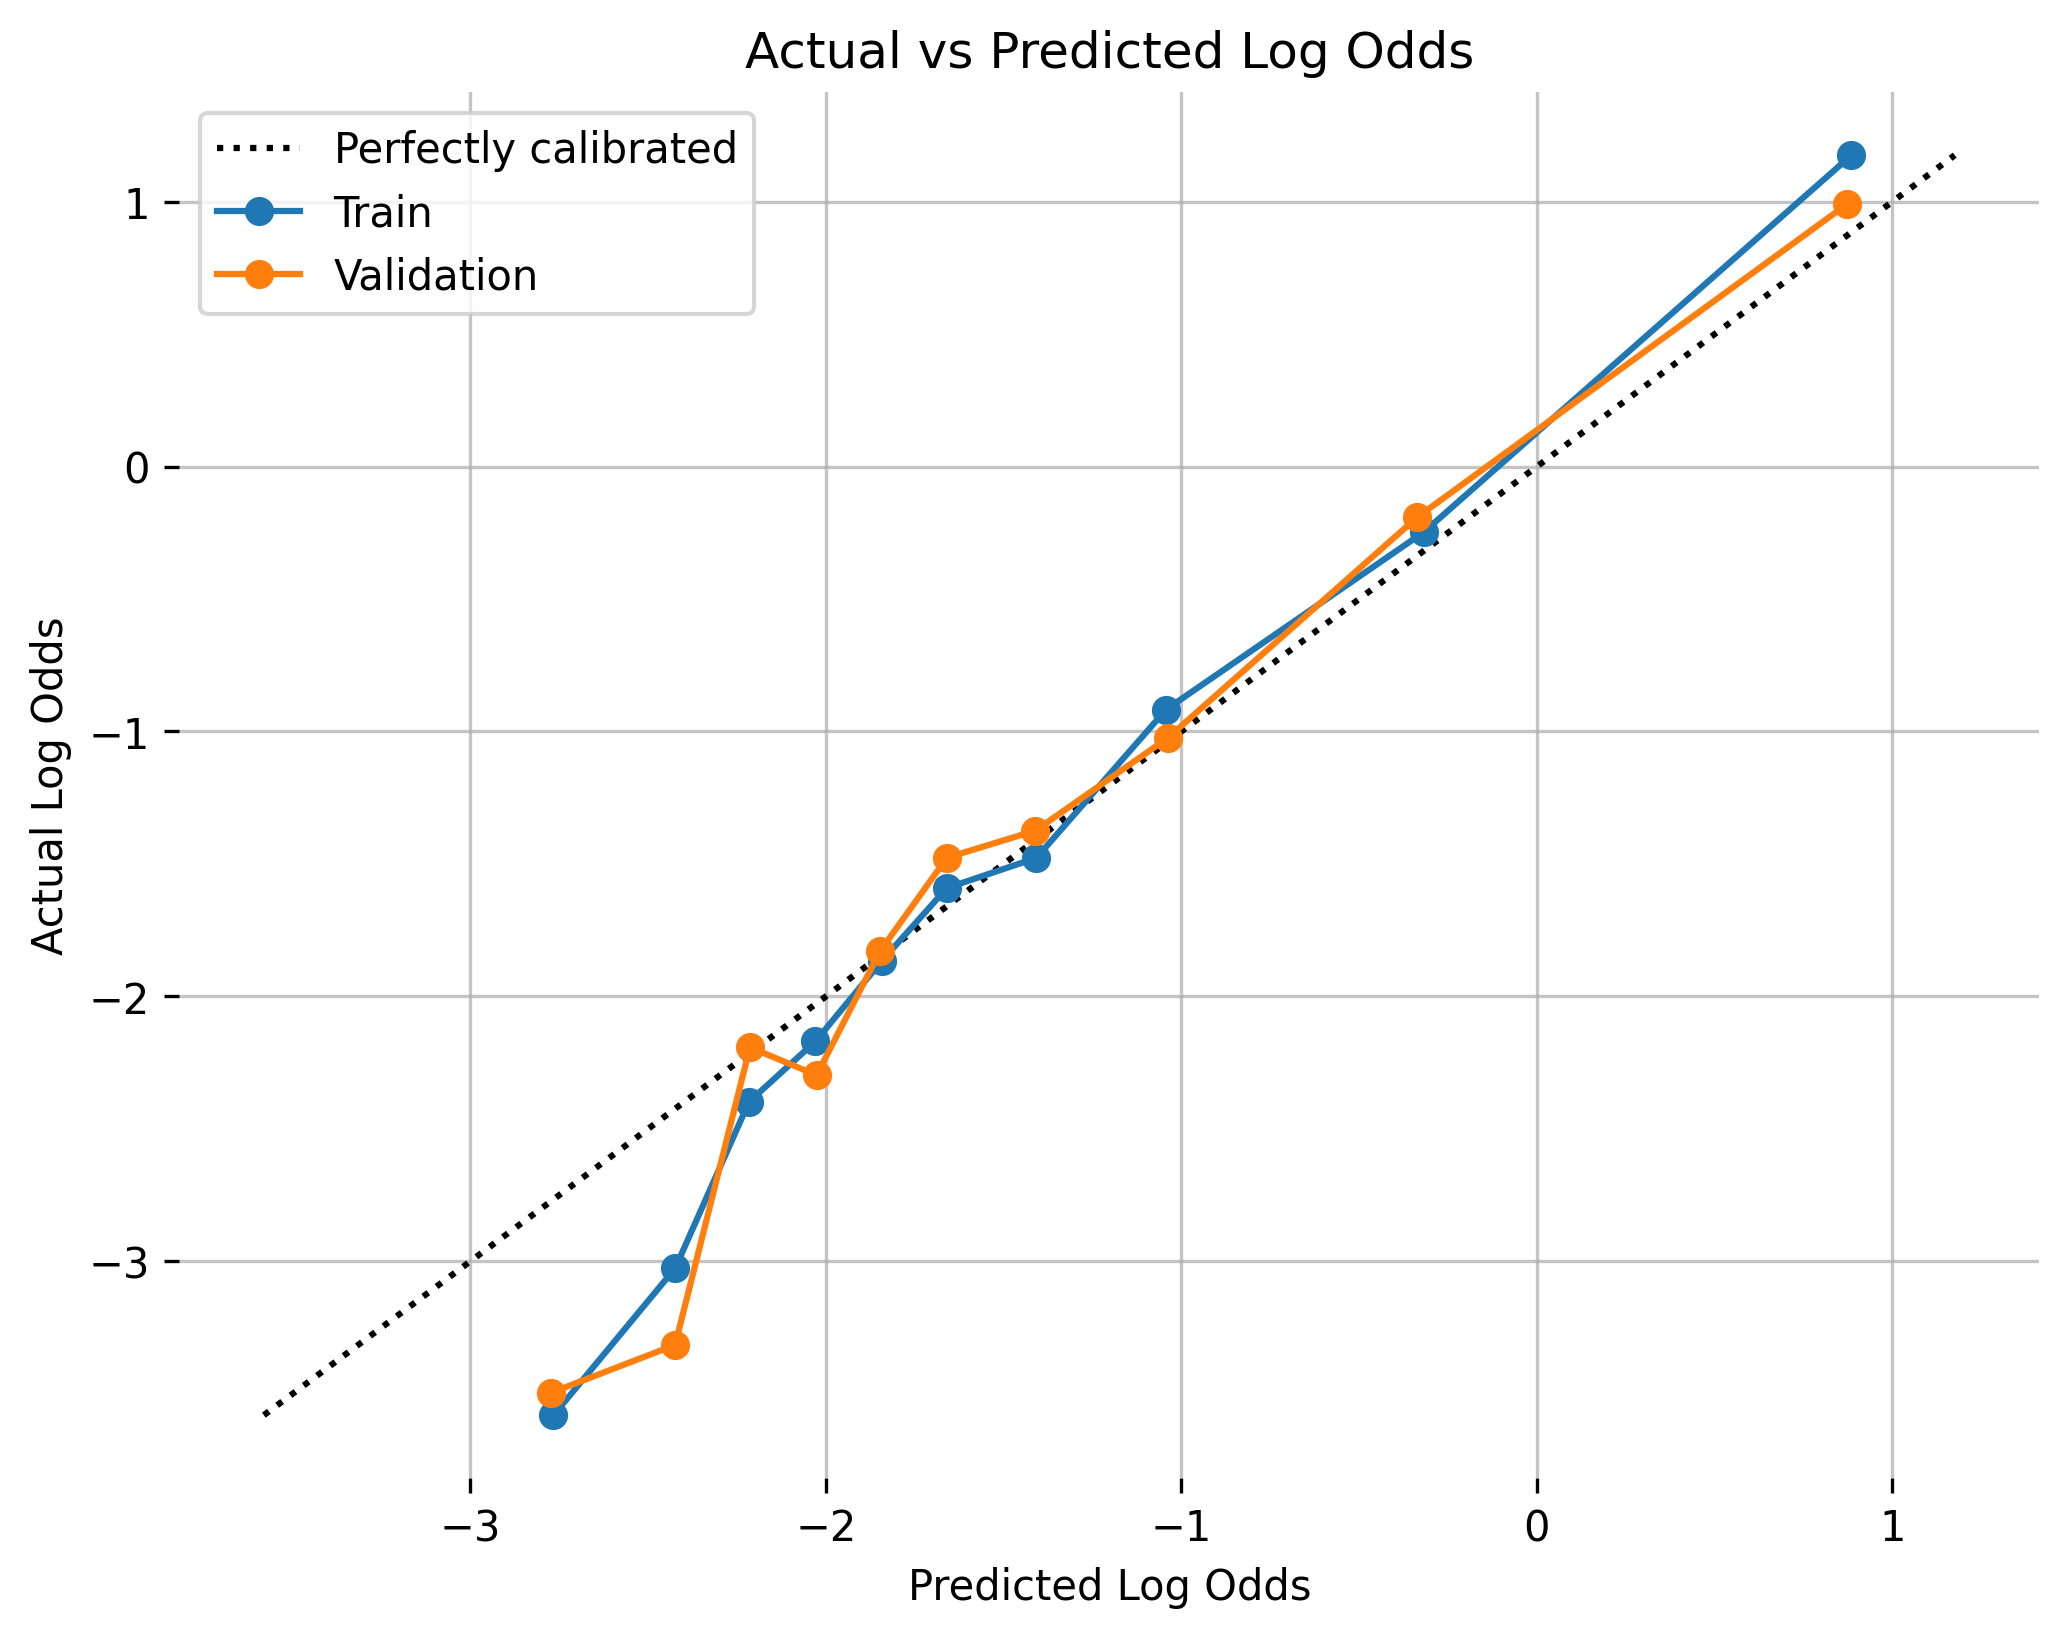 Actual vs Predicted Log Odds
Perfectly calibrated
Train
Validation
1
0
−1
−2
−3
Actual Log Odds
−3
−2
−1
0
1
Predicted Log Odds